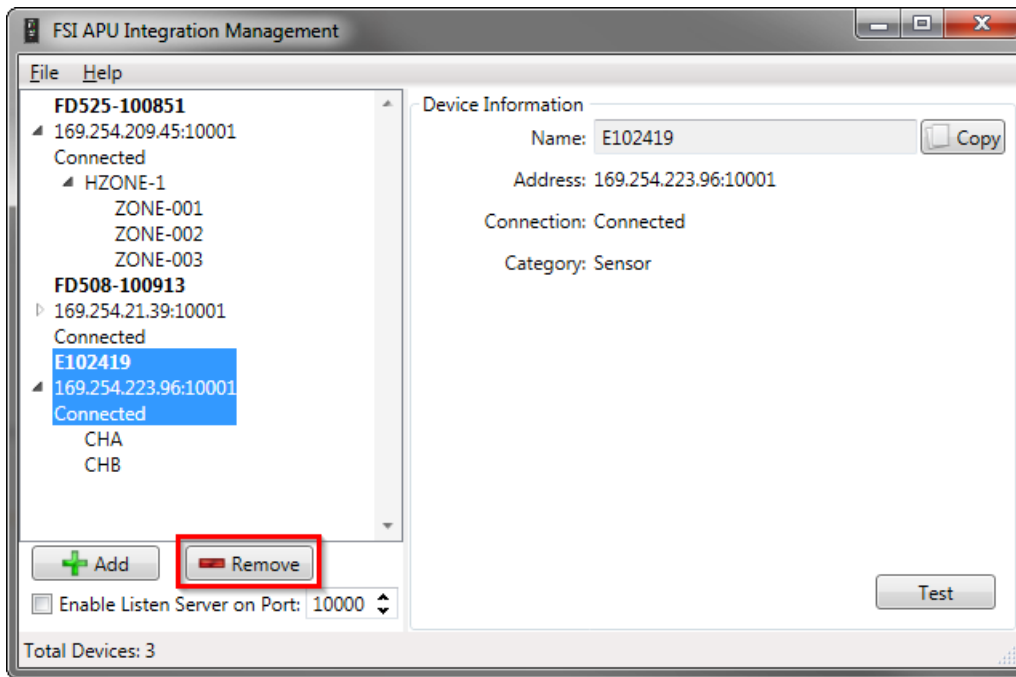 FSI APU Integration Management
File Help
FD525-100851
169.254.209.45:10001
Connected
HZONE-1
ZONE-001
ZONE-002
ZONE-003
FD508-100913
169.254.21.39:10001
Connected
E102419
169.254.223.96:10001
Connected
CHA
CHB
Add Remove
Enable Listen Server on Port: 10000
Device Information
Name: E102419 Copy
Address: 169.254.223.96:10001
Connection: Connected
Category: Sensor
Test
Total Devices: 3